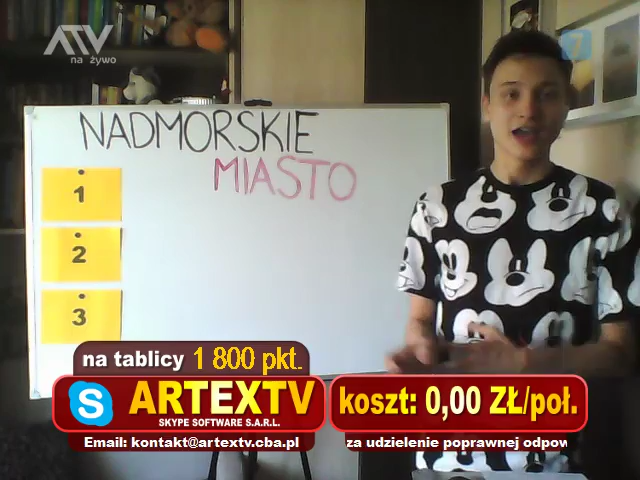 ATV
na żywo
7
NADMORSKIE
MIASTO
1
2
3
na tablicy 1 800 pkt.
ARTEXTV
SKYPE SOFTWARE S.A.R.L.
Email: kontakt@artextv.cba.pl
koszt: 0,00 ZŁ/poł.
za udzielenie poprawnej odpow